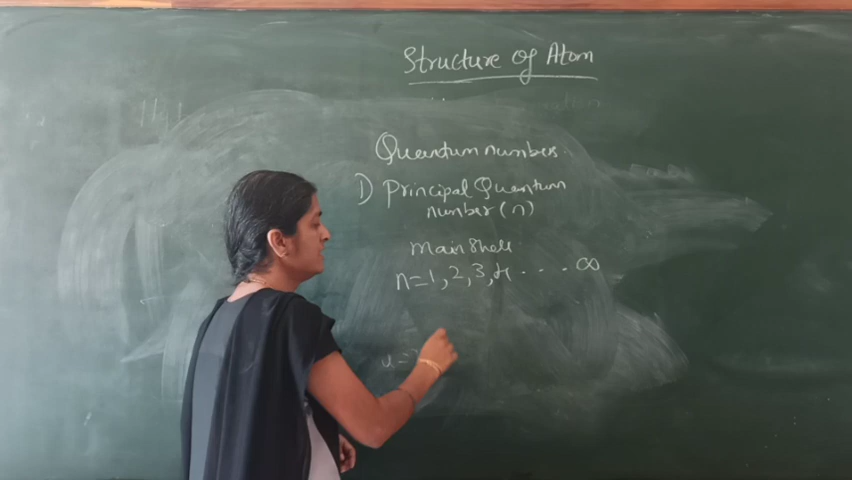 Structure of Atom
Quantum numbers.
1) Principal Quantum
number (n)
Main Shell
n=1,2,3,4 . . . . ∞